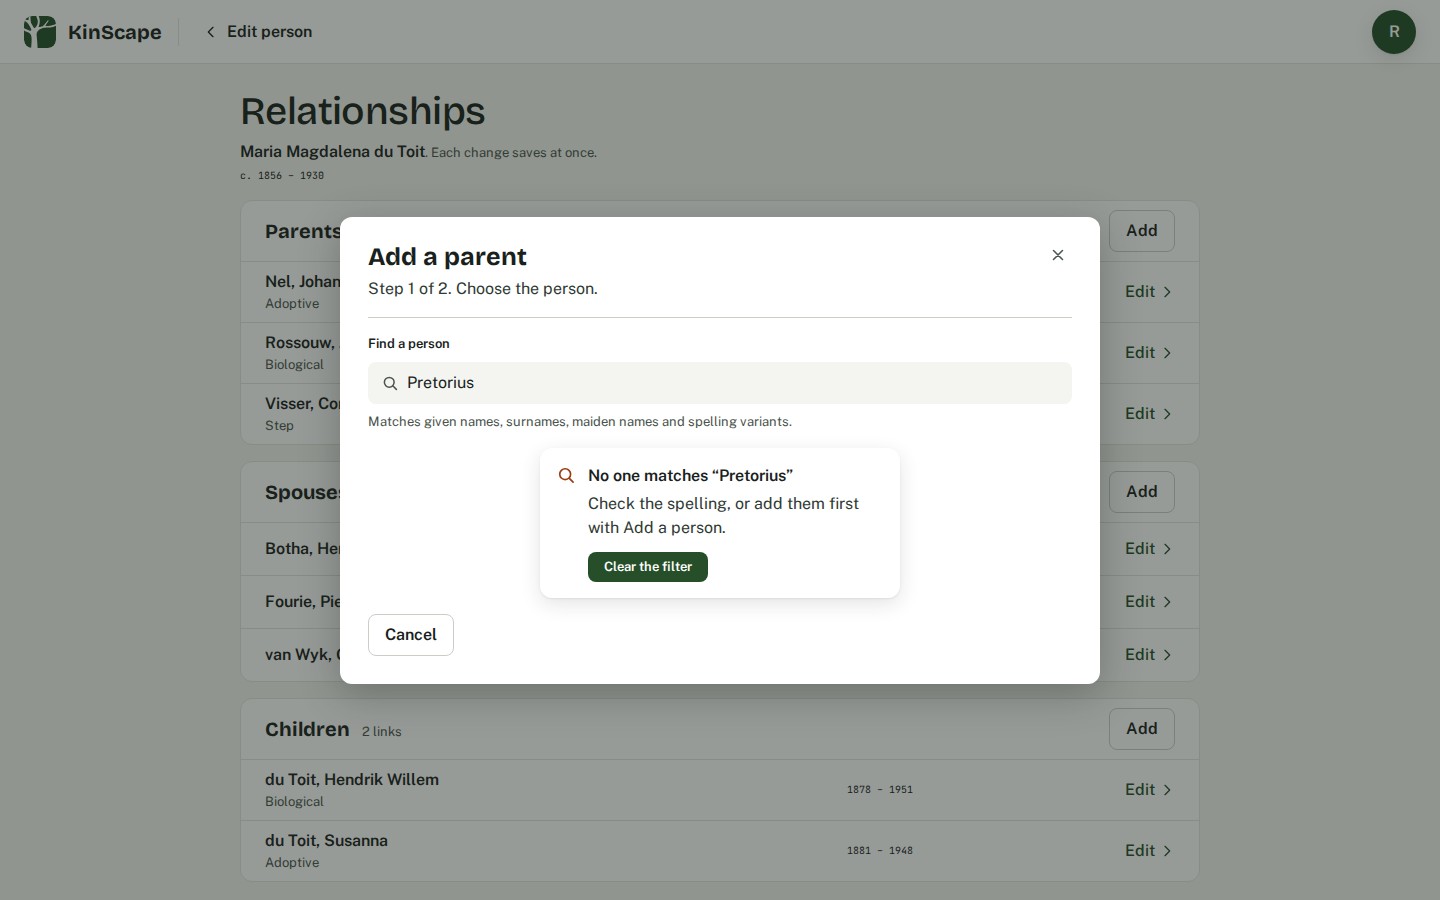 KinScape
Edit person
R
Relationships
Maria Magdalena du Toit. Each change saves at once.
c. 1856 – 1930
Parents
Add
Nel, Johan
Adoptive
Edit
Rossouw,
Biological
Edit
Visser, Cor
Step
Edit
Add a parent
Step 1 of 2. Choose the person.
Find a person
Pretorius
Matches given names, surnames, maiden names and spelling variants.
No one matches “Pretorius”
Check the spelling, or add them first
with Add a person.
Clear the filter
Cancel
Spouses
Add
Botha, Hen
Edit
Fourie, Pie
Edit
van Wyk,
Edit
Children 2 links
Add
du Toit, Hendrik Willem
Biological
1878 – 1951
Edit
du Toit, Susanna
Adoptive
1881 – 1948
Edit